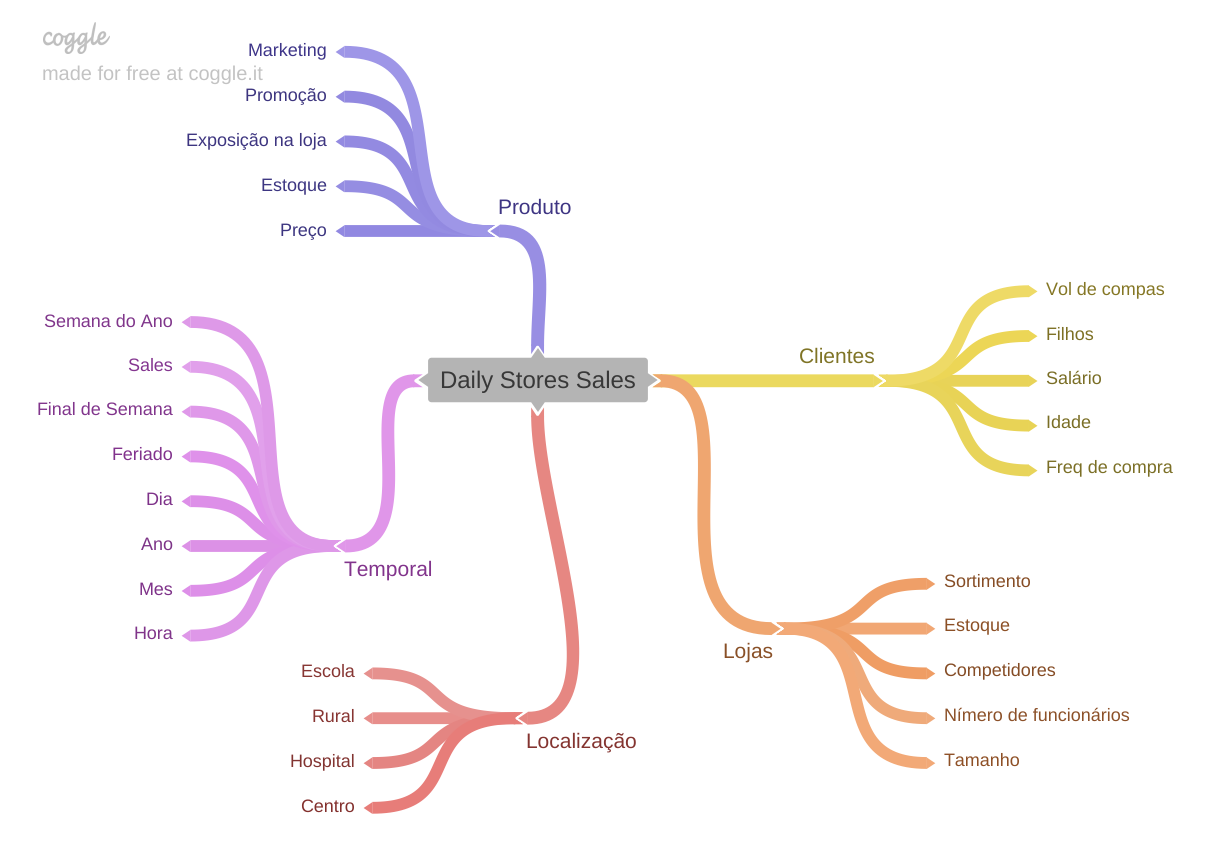 coggle
made for free at coggle.it
Marketing
Promoção
Exposição na loja
Estoque
Preço
Produto
Semana do Ano
Sales
Final de Semana
Feriado
Dia
Ano
Mes
Hora
Temporal
Daily Stores Sales
Clientes
Vol de compas
Filhos
Salário
Idade
Freq de compra
Lojas
Sortimento
Estoque
Competidores
Nímero de funcionários
Tamanho
Escola
Rural
Hospital
Centro
Localização